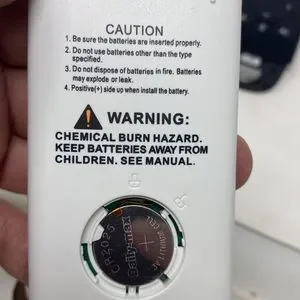 CAUTION
1. Be sure the batteries are inserted properly.
2. Do not use batteries other than the type
specified.
3. Do not dispose of batteries in fire. Batteries
may explode or leak.
4. Positive(+) side up when install the battery.
WARNING:
CHEMICAL BURN HAZARD.
KEEP BATTERIES AWAY FROM
CHILDREN. SEE MANUAL.
CR2025
CELL